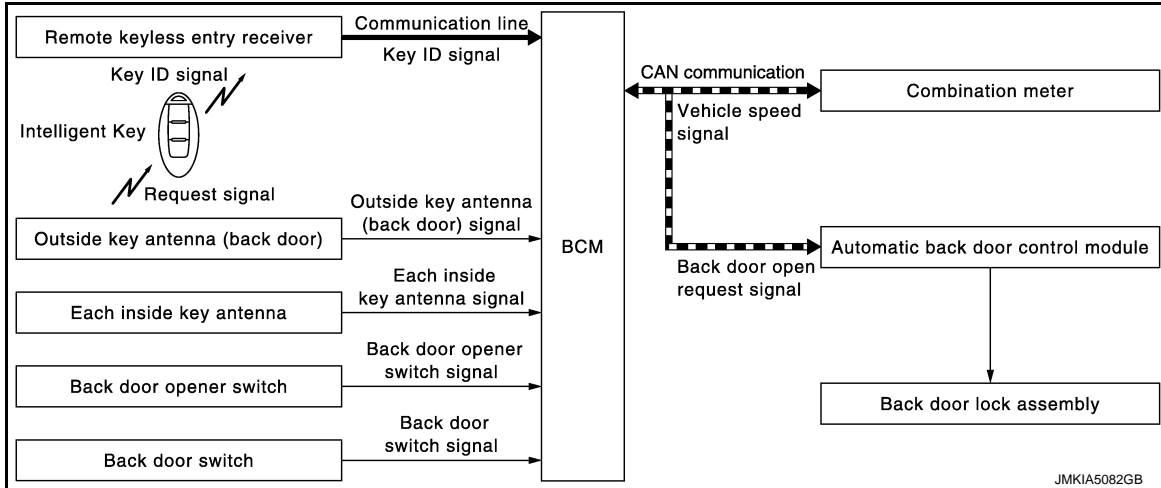 Remote keyless entry receiver
Communication line
Key ID signal
Key ID signal
Intelligent Key
Request signal
Outside key antenna (back door)
Outside key antenna
(back door) signal
Each inside key antenna
Each inside
key antenna signal
Back door opener switch
Back door opener
switch signal
Back door switch
Back door
switch signal
BCM
CAN communication
Vehicle speed
signal
Combination meter
Back door open
request signal
Automatic back door control module
Back door lock assembly
JMKIA5082GB